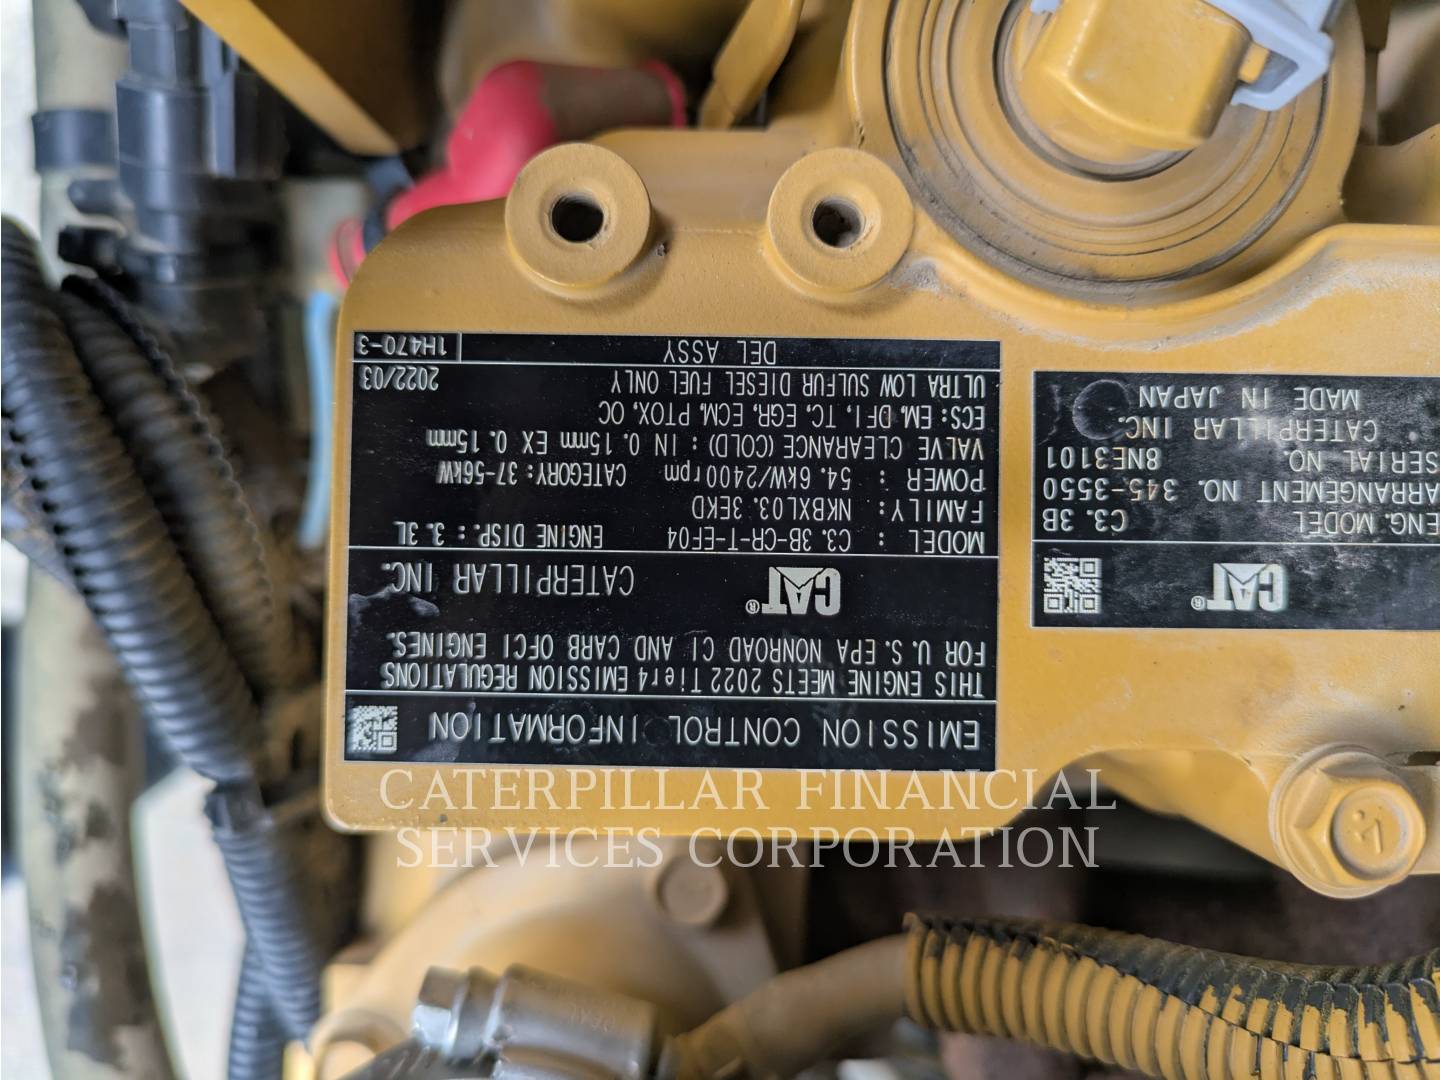 EMISSION CONTROL INFORMATION
THIS ENGINE MEETS 2022 Tier4 EMISSION REGULATIONS
FOR U.S. EPA NONROAD CI AND CARB OFCI ENGINES.
CAT® CATERPILLAR INC.
MODEL : C3.3B-CR-T-EF04 ENGINE DISP.: 3.3L
FAMILY: NKBXL03.3EKD
POWER : 54.6kW/2400rpm CATEGORY: 37-56kW
VALVE CLEARANCE (COLD): IN 0.15mm EX 0.15mm
ECS: EM, DFI, TC, EGR, ECM, PTOX, OC
ULTRA LOW SULFUR DIESEL FUEL ONLY 2022/03
DEL ASSY 1H470-3
CAT®
ENG. MODEL C3.3B
ARRANGEMENT NO. 345-3550
SERIAL NO. 8NE3101
CATERPILLAR INC.
MADE IN JAPAN
CATERPILLAR FINANCIAL
SERVICES CORPORATION